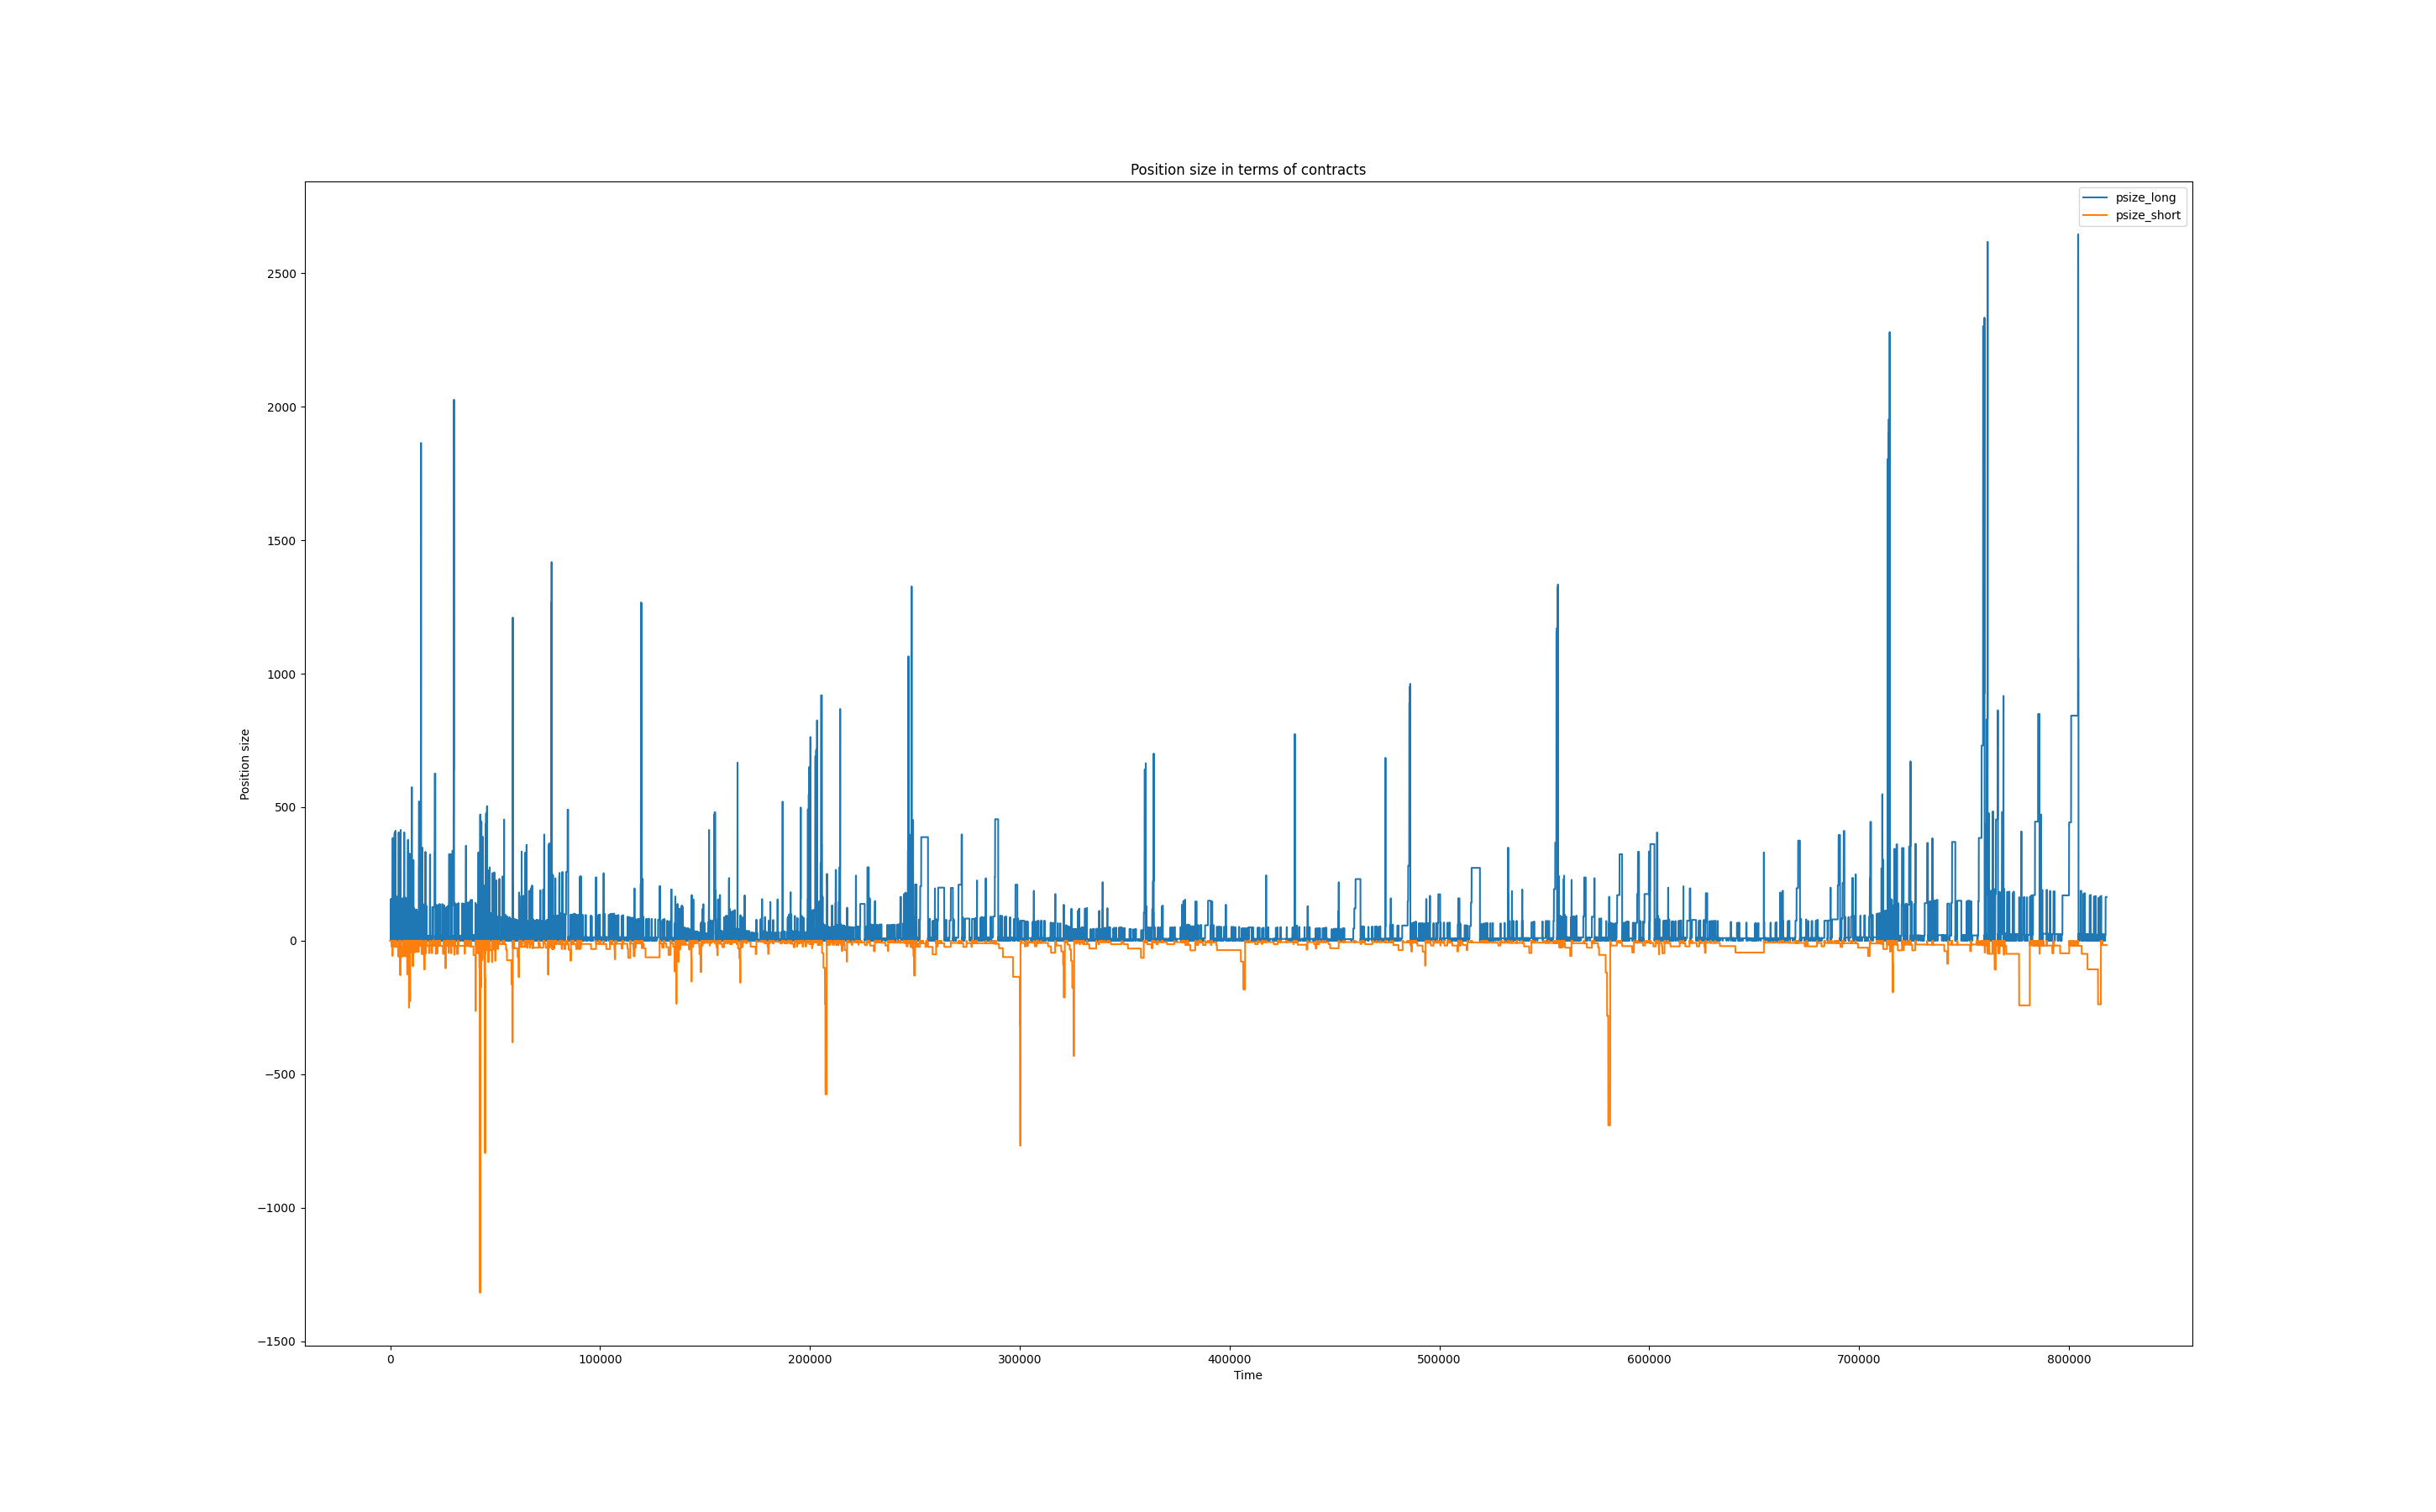 Position size in terms of contracts
psize_long
psize_short
2500
2000
1500
1000
500
0
−500
−1000
−1500
Position size
0 100000 200000 300000 400000 500000 600000 700000 800000
Time